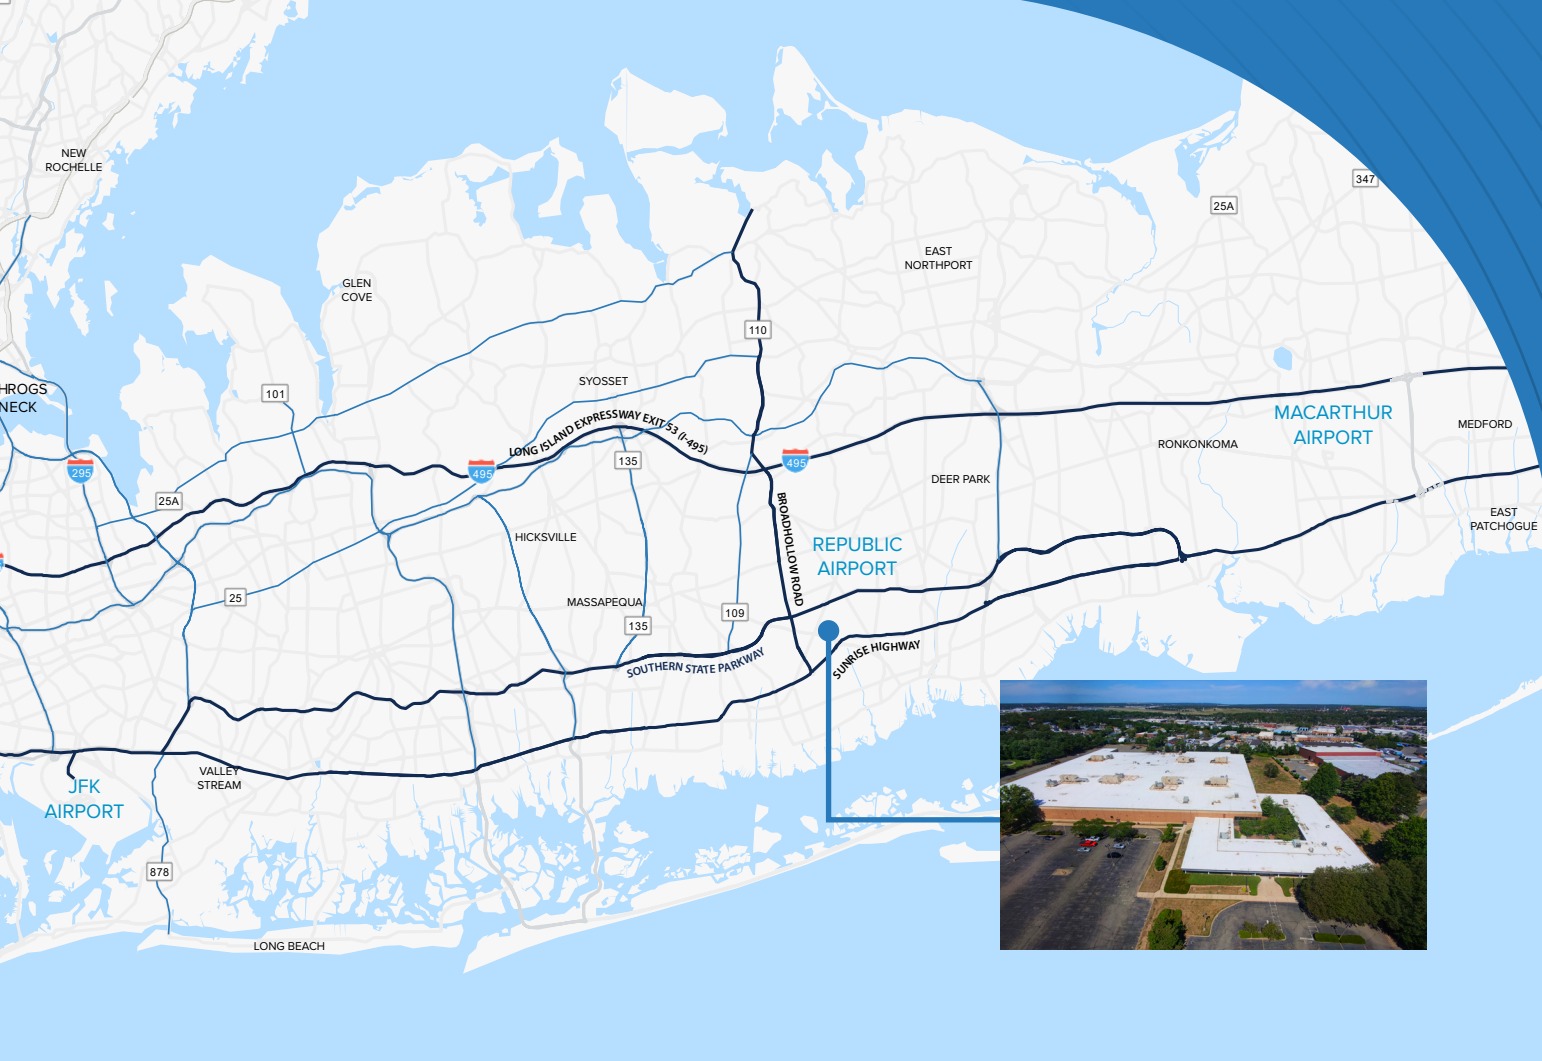 347
25A
NEW
ROCHELLE
EAST
NORTHPORT
GLEN
COVE
110
SYOSSET
HROGS
NECK
101
LONG ISLAND EXPRESSWAY EXIT 53 (I-495)
MACARTHUR
AIRPORT
MEDFORD
RONKONKOMA
295
495
135
495
DEER PARK
25A
EAST
PATCHOGUE
HICKSVILLE
BROADHOLLOW ROAD
REPUBLIC
AIRPORT
25
MASSAPEQUA
109
135
SOUTHERN STATE PARKWAY
SUNRISE HIGHWAY
VALLEY
STREAM
JFK
AIRPORT
878
LONG BEACH